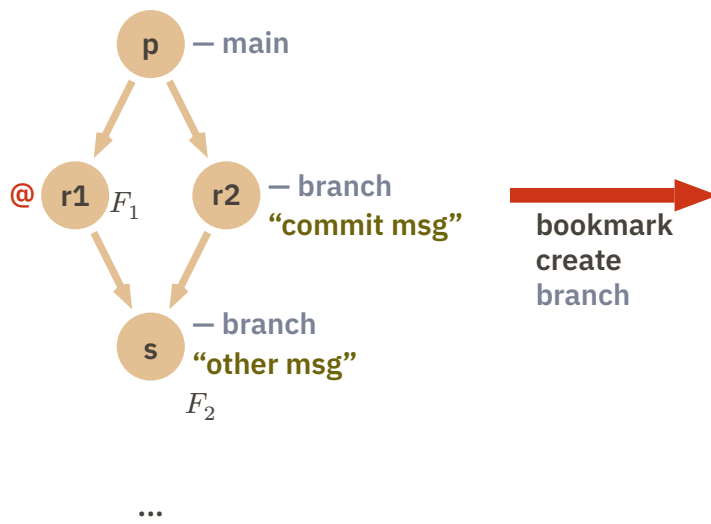 p — main
@ r1 F₁
r2 — branch
“commit msg”
bookmark
create
branch
s — branch
“other msg”
F₂
...